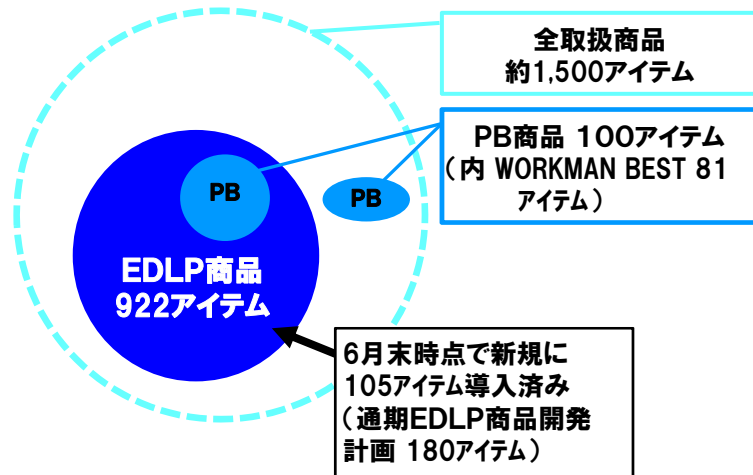 全取扱商品
約1,500アイテム
PB商品 100アイテム
(内 WORKMAN BEST 81
アイテム)
PB
PB
EDLP商品
922アイテム
6月末時点で新規に
105アイテム導入済み
(通期EDLP商品開発
計画 180アイテム)